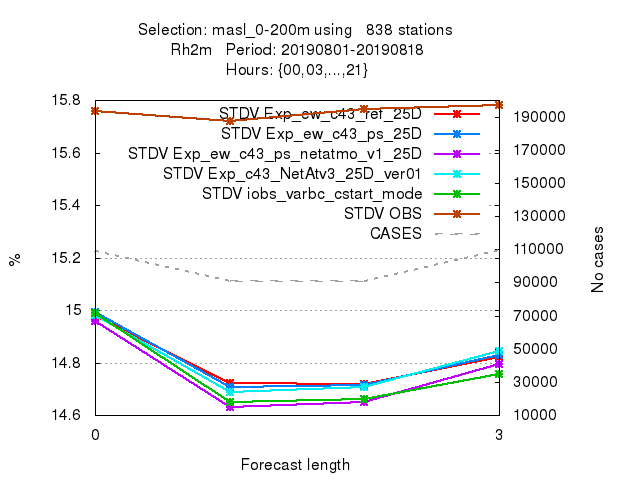 Selection: masl_0-200m using 838 stations
Rh2m Period: 20190801-20190818
Hours: {00,03,...,21}
15.8
15.6
15.4
15.2
15
14.8
14.6
%
STDV Exp_ew_c43_ref_25D
STDV Exp_ew_c43_ps_25D
STDV Exp_ew_c43_ps_netatmo_v1_25D
STDV Exp_c43_NetAtv3_25D_ver01
STDV iobs_varbc_cstart_mode
STDV OBS
CASES
190000
170000
150000
130000
110000
90000
70000
50000
30000
10000
No cases
0
3
Forecast length